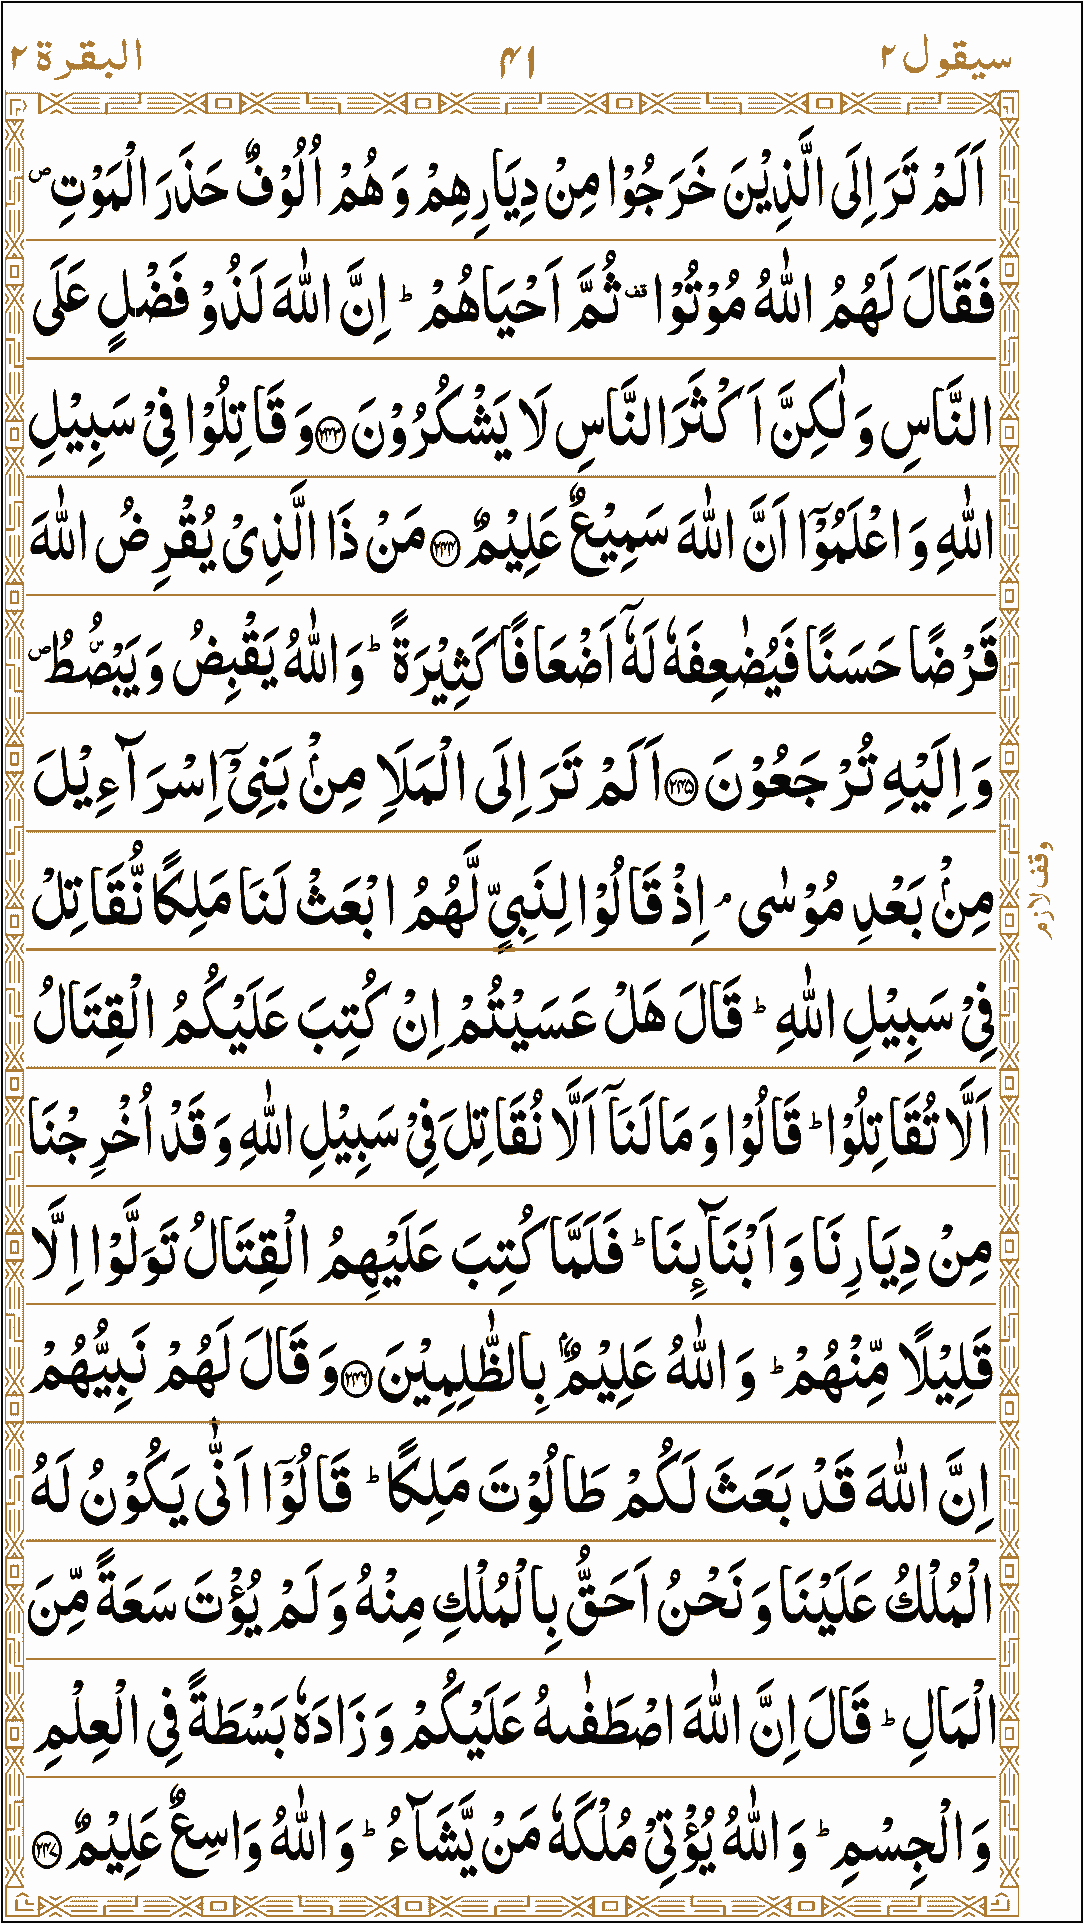 سیقول ۲
۴۱
البقرۃ ۲
اَلَمْ تَرَ اِلَى الَّذِیْنَ خَرَجُوْا مِنْ دِیَارِهِمْ وَ هُمْ اُلُوْفٌ حَذَرَ الْمَوْتِ۪
فَقَالَ لَهُمُ اللّٰهُ مُوْتُوْا۫ ثُمَّ اَحْیَاهُمْ ؕ اِنَّ اللّٰهَ لَذُوْ فَضْلٍ عَلَى
النَّاسِ وَ لٰكِنَّ اَكْثَرَ النَّاسِ لَا یَشْكُرُوْنَ ﴿۲۴۳﴾ وَ قَاتِلُوْا فِیْ سَبِیْلِ
اللّٰهِ وَ اعْلَمُوْۤا اَنَّ اللّٰهَ سَمِیْعٌ عَلِیْمٌ ﴿۲۴۴﴾ مَنْ ذَا الَّذِیْ یُقْرِضُ اللّٰهَ
قَرْضًا حَسَنًا فَیُضٰعِفَهٗ لَهٗۤ اَضْعَافًا كَثِیْرَةً ؕ وَ اللّٰهُ یَقْبِضُ وَ یَبْصُۜطُ۪
وَ اِلَیْهِ تُرْجَعُوْنَ ﴿۲۴۵﴾ اَلَمْ تَرَ اِلَى الْمَلَاِ مِنْۢ بَنِیْۤ اِسْرَآءِیْلَ
مِنْۢ بَعْدِ مُوْسٰى ۘ اِذْ قَالُوْا لِنَبِیٍّ لَّهُمُ ابْعَثْ لَنَا مَلِكًا نُّقَاتِلْ
وقف لازم
فِیْ سَبِیْلِ اللّٰهِ ؕ قَالَ هَلْ عَسَیْتُمْ اِنْ كُتِبَ عَلَیْكُمُ الْقِتَالُ
اَلَّا تُقَاتِلُوْا ؕ قَالُوْا وَ مَا لَنَاۤ اَلَّا نُقَاتِلَ فِیْ سَبِیْلِ اللّٰهِ وَ قَدْ اُخْرِجْنَا
مِنْ دِیَارِنَا وَ اَبْنَآىِٕنَا ؕ فَلَمَّا كُتِبَ عَلَیْهِمُ الْقِتَالُ تَوَلَّوْا اِلَّا
قَلِیْلًا مِّنْهُمْ ؕ وَ اللّٰهُ عَلِیْمٌۢ بِالظّٰلِمِیْنَ ﴿۲۴۶﴾ وَ قَالَ لَهُمْ نَبِیُّهُمْ
اِنَّ اللّٰهَ قَدْ بَعَثَ لَكُمْ طَالُوْتَ مَلِكًا ؕ قَالُوْۤا اَنّٰى یَكُوْنُ لَهُ
الْمُلْكُ عَلَیْنَا وَ نَحْنُ اَحَقُّ بِالْمُلْكِ مِنْهُ وَ لَمْ یُؤْتَ سَعَةً مِّنَ
الْمَالِ ؕ قَالَ اِنَّ اللّٰهَ اصْطَفٰىهُ عَلَیْكُمْ وَ زَادَهٗ بَسْطَةً فِی الْعِلْمِ
وَ الْجِسْمِ ؕ وَ اللّٰهُ یُؤْتِیْ مُلْكَهٗ مَنْ یَّشَآءُ ؕ وَ اللّٰهُ وَاسِعٌ عَلِیْمٌ ﴿۲۴۷﴾